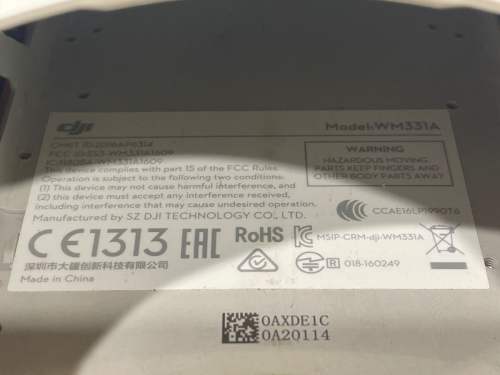 dji
Model:WM331A
FCC ID:SS3-WM331A1609
This device complies with part 15 of the FCC Rules
Operation is subject to the following two conditions:
(1) This device may not cause harmful interference, and
(2) this device must accept any interference received,
including interference that may cause undesired operation.
Manufactured by SZ DJI TECHNOLOGY CO., LTD.
WARNING
HAZARDOUS MOVING
PARTS KEEP FINGERS AND
OTHER BODY PARTS AWAY
CE1313 EAC RoHS
MSIP-CRM-dji-WM331A
深圳市大疆创新科技有限公司
Made in China
R 018-160249
0AXDE1C
0A20114